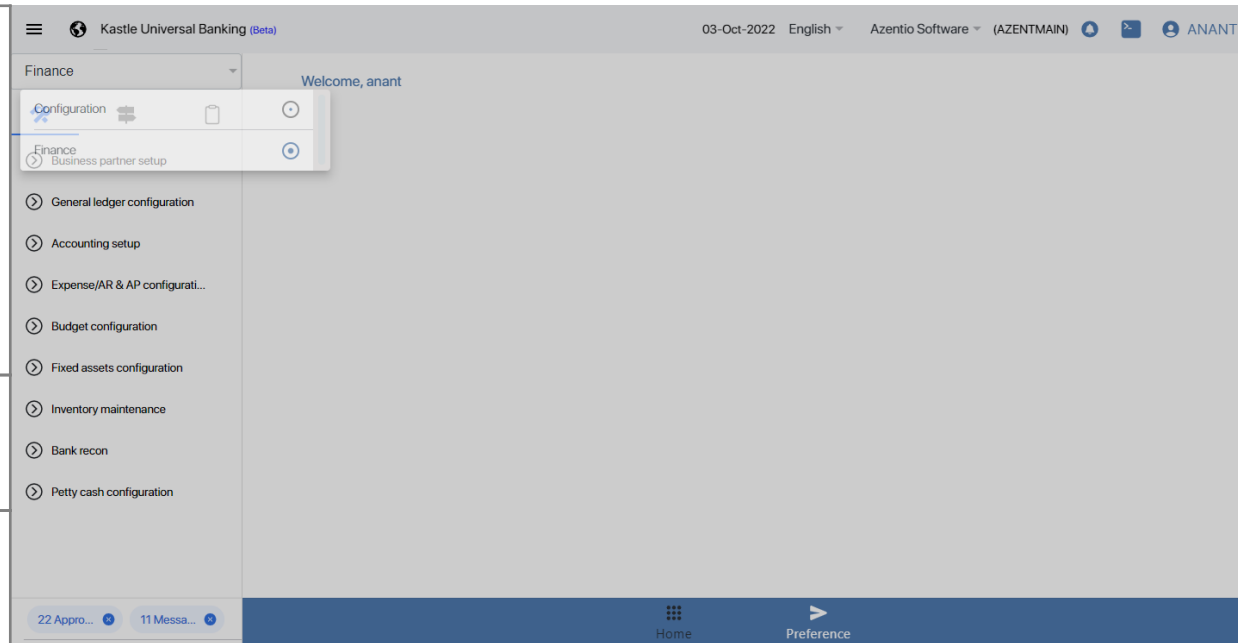 Kastle Universal Banking (Beta)
03-Oct-2022 English Azentio Software (AZENTMAIN) ANANT
Finance
Welcome, anant
Configuration
Finance
Business partner setup
General ledger configuration
Accounting setup
Expense/AR & AP configurati...
Budget configuration
Fixed assets configuration
Inventory maintenance
Bank recon
Petty cash configuration
22 Appro... 11 Messa...
Home Preference